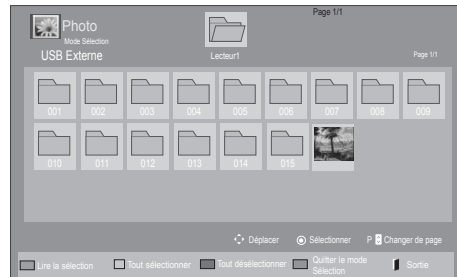 Page 1/1
Photo
Mode Sélection
USB Externe
Lecteur1
Page 1/1
001 002 003 004 005 006 007 008 009
010 011 012 013 014 015
Déplacer Sélectionner P Changer de page
Lire la sélection Tout sélectionner Tout désélectionner Quitter le mode Sélection Sortie